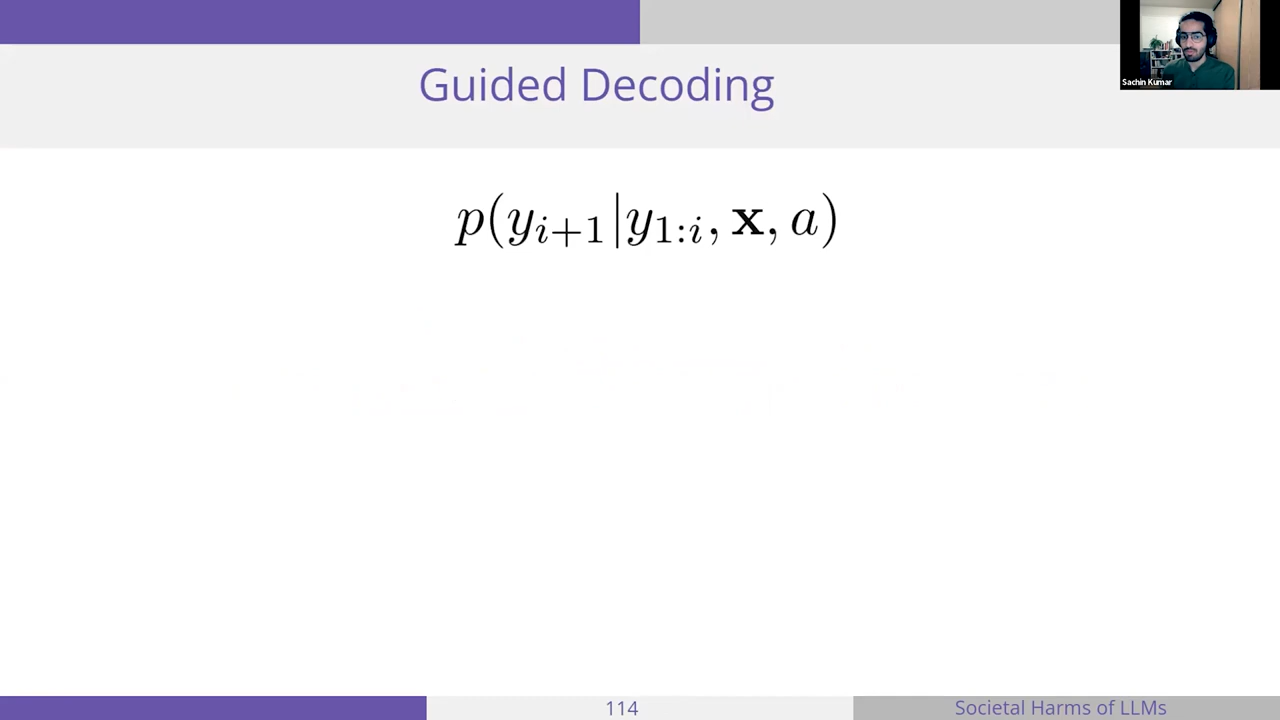 Sachin Kumar
Guided Decoding
p(y_{i+1}|y_{1:i}, x, a)
114
Societal Harms of LLMs